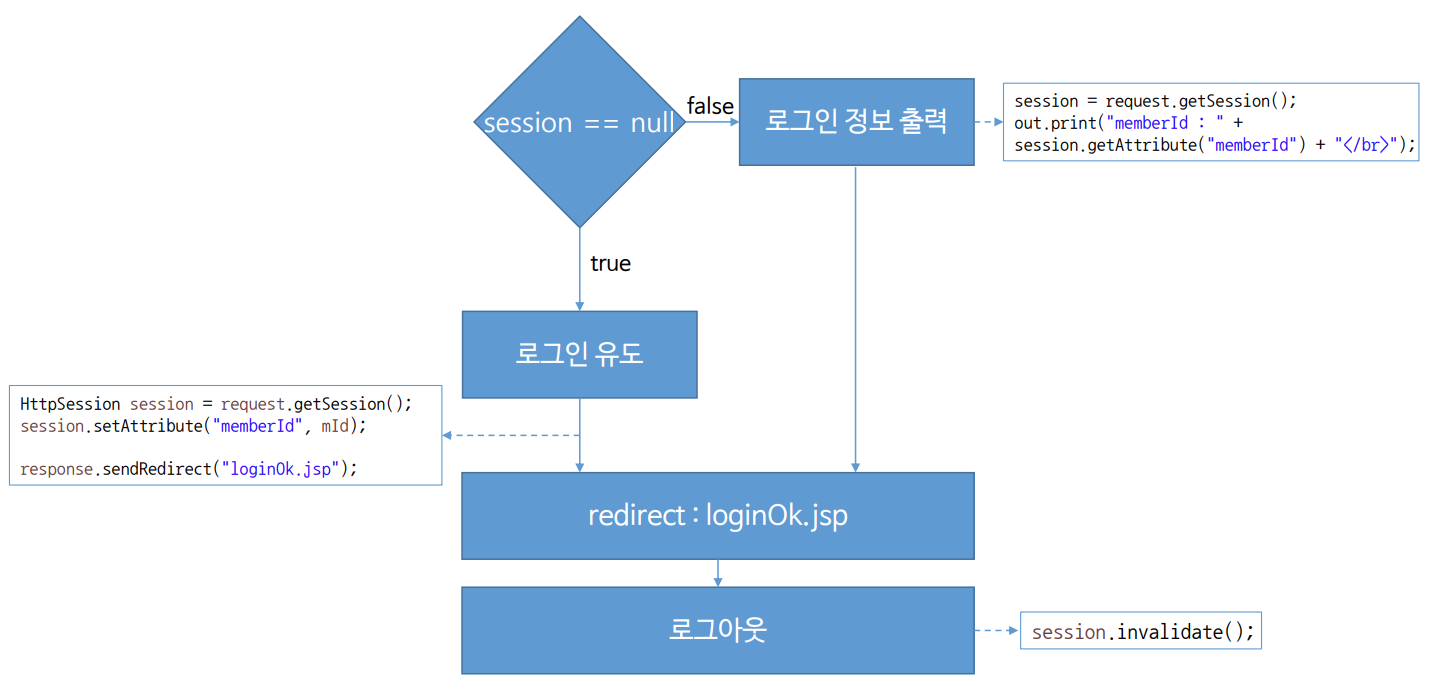 session == null
false
로그인 정보 출력
session = request.getSession();
out.print("memberId : " +
session.getAttribute("memberId") + "</br>");
true
로그인 유도
HttpSession session = request.getSession();
session.setAttribute("memberId", mId);
response.sendRedirect("loginOk.jsp");
redirect : loginOk.jsp
로그아웃
session.invalidate();